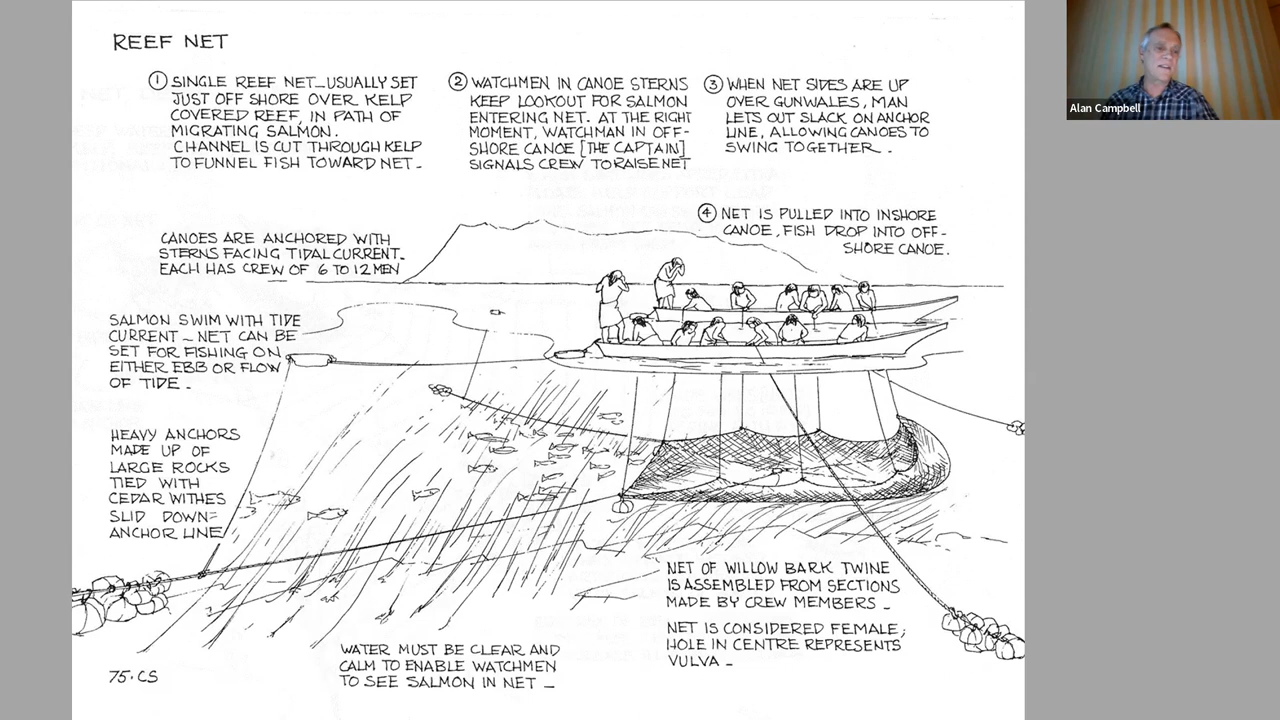 REEF NET
① SINGLE REEF NET_USUALLY SET
JUST OFF SHORE OVER KELP
COVERED REEF, IN PATH OF
MIGRATING SALMON.
CHANNEL IS CUT THROUGH KELP
TO FUNNEL FISH TOWARD NET-
② WATCHMEN IN CANOE STERNS
KEEP LOOKOUT FOR SALMON
ENTERING NET. AT THE RIGHT
MOMENT, WATCHMAN IN OFF-
SHORE CANOE [THE CAPTAIN]
SIGNALS CREW TO RAISE NET
③ WHEN NET SIDES ARE UP
OVER GUNWALES, MAN
LETS OUT SLACK ON ANCHOR
LINE, ALLOWING CANOES TO
SWING TOGETHER -
④ NET IS PULLED INTO INSHORE
CANOE, FISH DROP INTO OFF-
SHORE CANOE.
CANOES ARE ANCHORED WITH
STERNS FACING TIDAL CURRENT-
EACH HAS CREW OF 6 TO 12 MEN
SALMON SWIM WITH TIDE
CURRENT ~ NET CAN BE
SET FOR FISHING ON
EITHER EBB OR FLOW
OF TIDE -
HEAVY ANCHORS
MADE UP OF
LARGE ROCKS
TIED WITH
CEDAR WITHES
SLID DOWN=
ANCHOR LINE
NET OF WILLOW BARK TWINE
IS ASSEMBLED FROM SECTIONS
MADE BY CREW MEMBERS -
NET IS CONSIDERED FEMALE;
HOLE IN CENTRE REPRESENTS
VULVA -
WATER MUST BE CLEAR AND
CALM TO ENABLE WATCHMEN
TO SEE SALMON IN NET -
75·CS
Alan Campbell